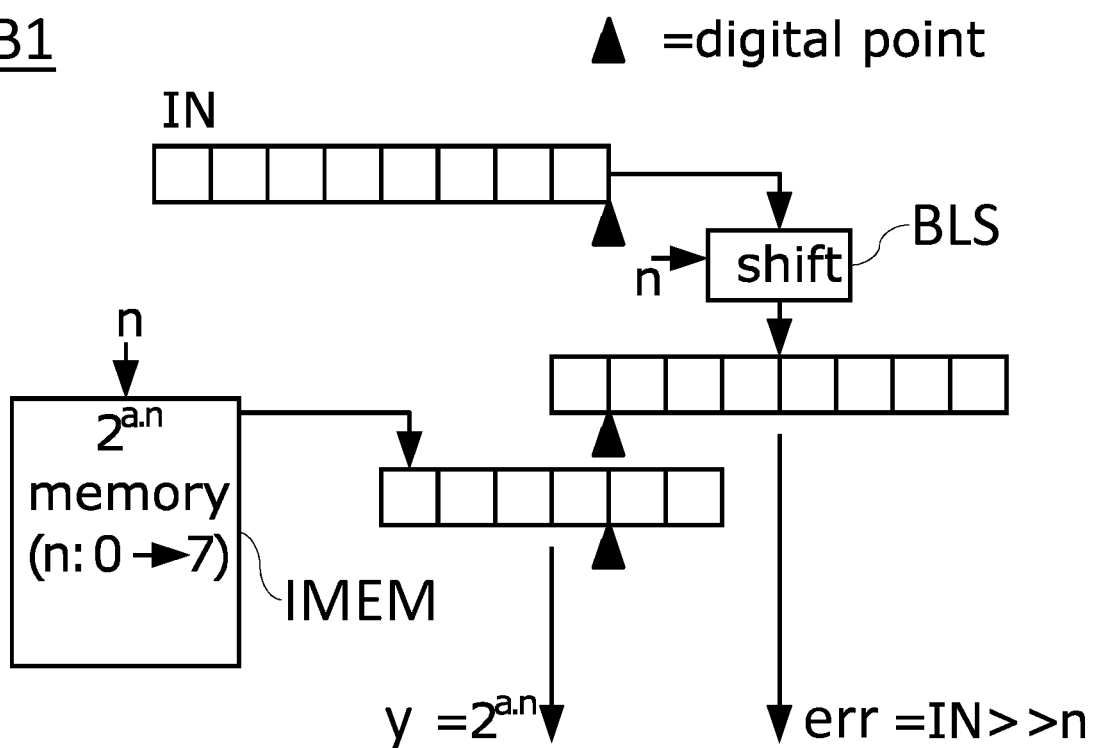 B1
=digital point
IN
BLS
n
shift
n
2^a.n
memory
(n: 0 → 7)
IMEM
y =2^a.n
err =IN>>n